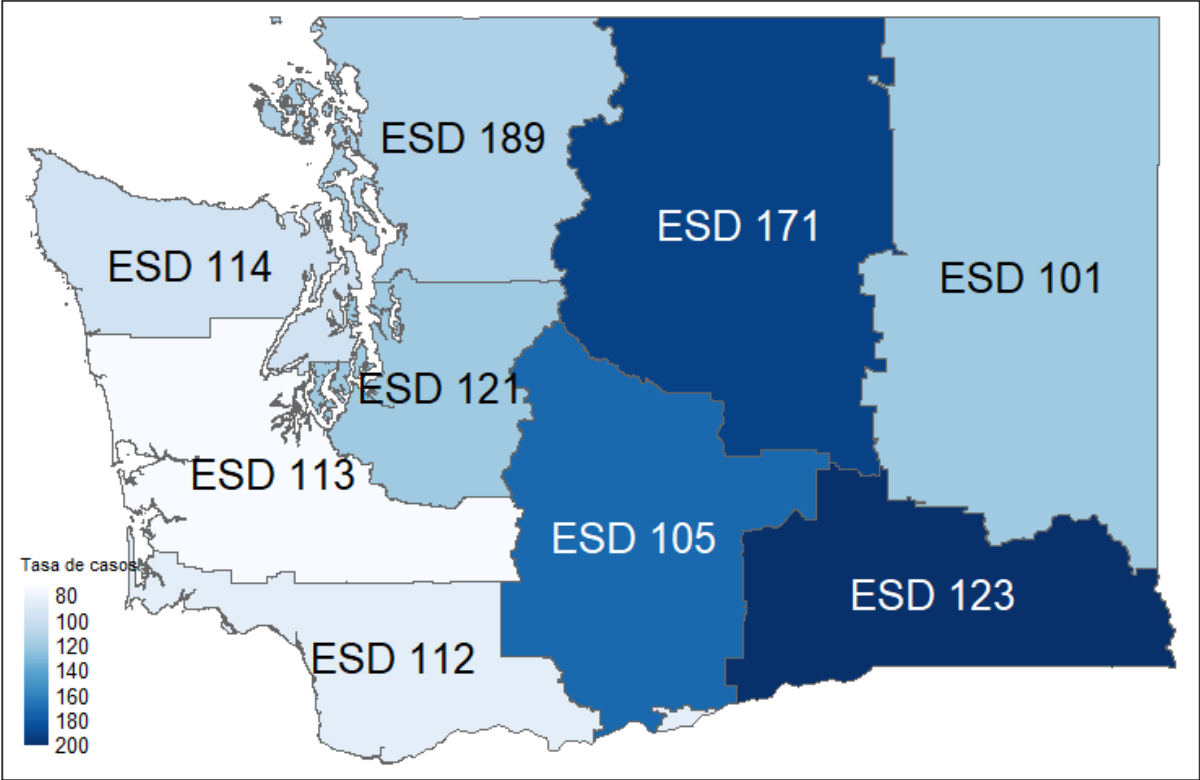 ESD 189
ESD 171
ESD 114
ESD 101
ESD 121
ESD 113
ESD 105
ESD 123
ESD 112
Tasa de casos
80
100
120
140
160
180
200